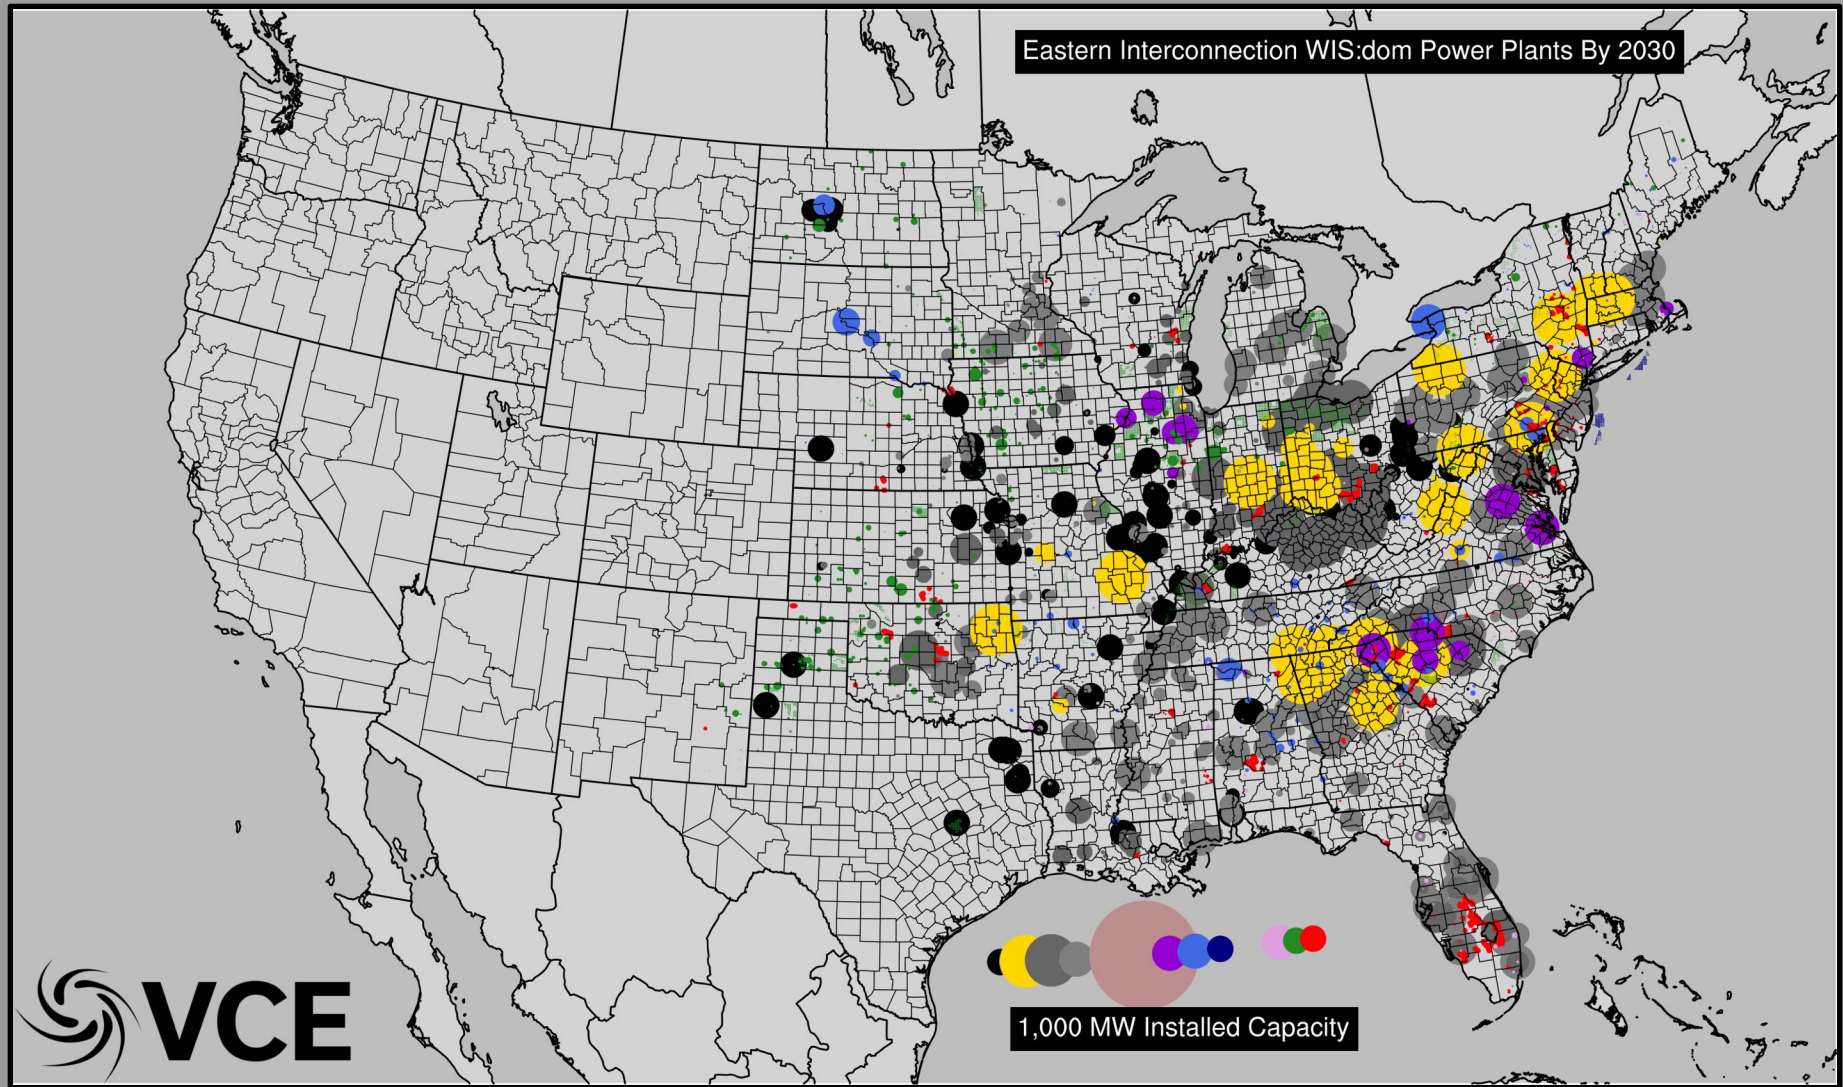 Eastern Interconnection WIS:dom Power Plants By 2030
1,000 MW Installed Capacity
VCE